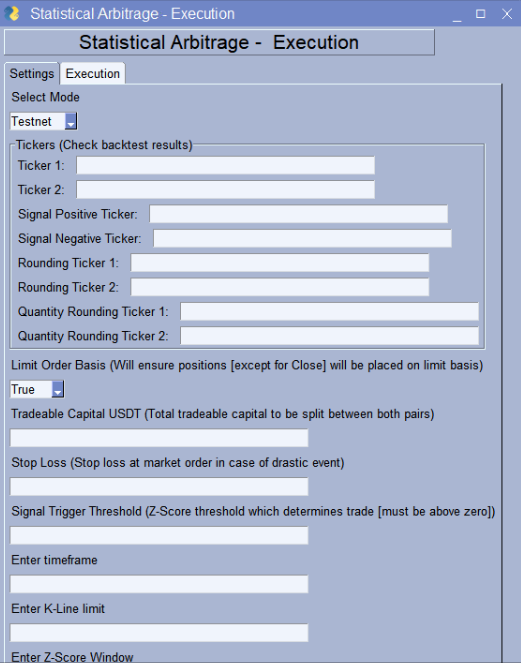 Statistical Arbitrage - Execution
Statistical Arbitrage - Execution
Settings Execution
Select Mode
Testnet
Tickers (Check backtest results)
Ticker 1:
Ticker 2:
Signal Positive Ticker:
Signal Negative Ticker:
Rounding Ticker 1:
Rounding Ticker 2:
Quantity Rounding Ticker 1:
Quantity Rounding Ticker 2:
Limit Order Basis (Will ensure positions [except for Close] will be placed on limit basis)
True
Tradeable Capital USDT (Total tradeable capital to be split between both pairs)
Stop Loss (Stop loss at market order in case of drastic event)
Signal Trigger Threshold (Z-Score threshold which determines trade [must be above zero])
Enter timeframe
Enter K-Line limit
Enter Z-Score Window